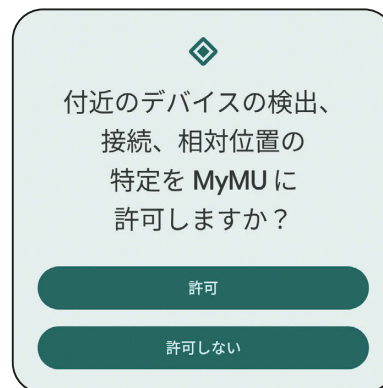 付近のデバイスの検出、
接続、相対位置の
特定を MyMU に
許可しますか？
許可
許可しない